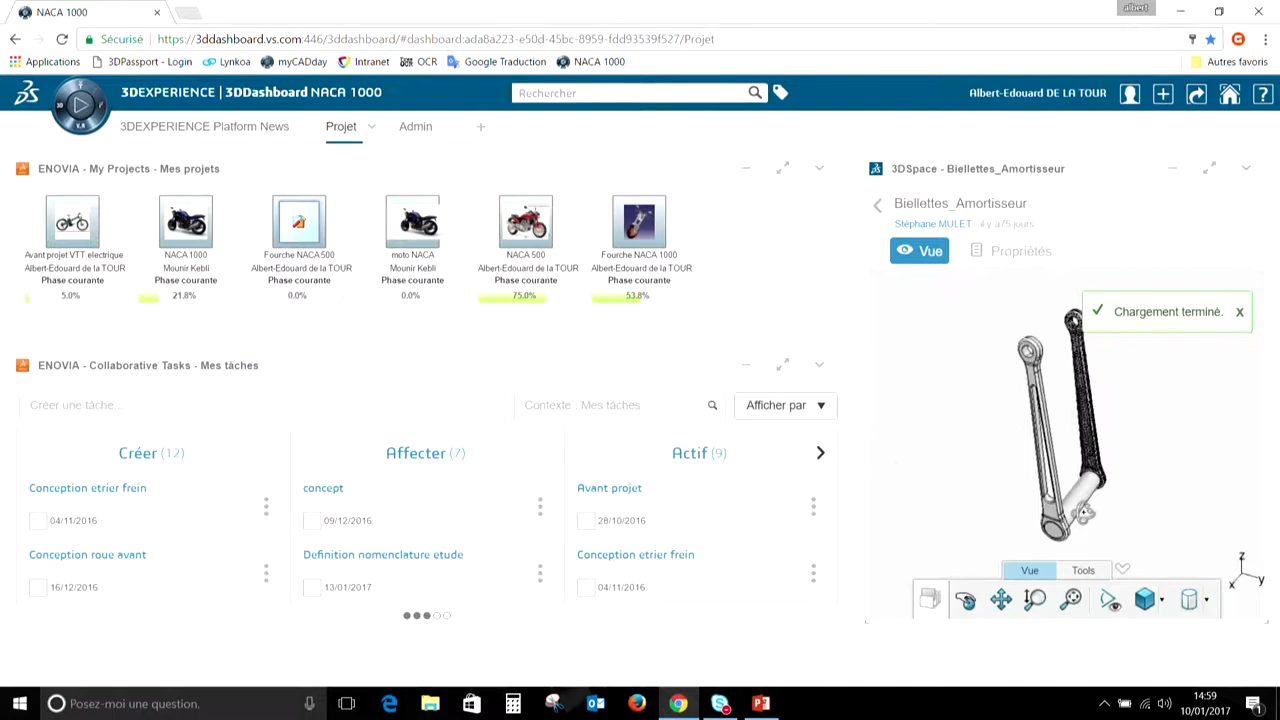 NACA 1000
albert
Sécurisé
https://3ddashboard.vs.com:446/3ddashboard/#dashboard:ada8a223-e50d-45bc-8959-fdd93539f527/Projet
Applications
3DPassport - Login
Lynkoa
myCADday
Intranet
OCR
Google Traduction
NACA 1000
Autres favoris
3DEXPERIENCE | 3DDashboard NACA 1000
Rechercher
Albert-Edouard DE LA TOUR
3D
V.R
3DEXPERIENCE Platform News
Projet
Admin
ENOVIA - My Projects - Mes projets
Avant projet VTT electrique
Albert-Edouard de la TOUR
Phase courante
5.0%
NACA 1000
Mounir Kebli
Phase courante
21.8%
Fourche NACA 500
Albert-Edouard de la TOUR
Phase courante
0.0%
moto NACA
Mounir Kebli
Phase courante
0.0%
NACA 500
Albert-Edouard de la TOUR
Phase courante
75.0%
Fourche NACA 1000
Albert-Edouard de la TOUR
Phase courante
53.8%
3DSpace - Biellettes_Amortisseur
Biellettes_Amortisseur
Stéphane MULET il y a 75 jours
Vue
Propriétés
Chargement terminé. X
ENOVIA - Collaborative Tasks - Mes tâches
Créer une tâche...
Contexte : Mes tâches
Afficher par
Créer (12)
Conception etrier frein
04/11/2016
Conception roue avant
16/12/2016
Affecter (7)
concept
09/12/2016
Definition nomenclature etude
13/01/2017
Actif (9)
Avant projet
28/10/2016
Conception etrier frein
04/11/2016
Vue
Tools
z
x
y
Posez-moi une question.
14:59
10/01/2017
1